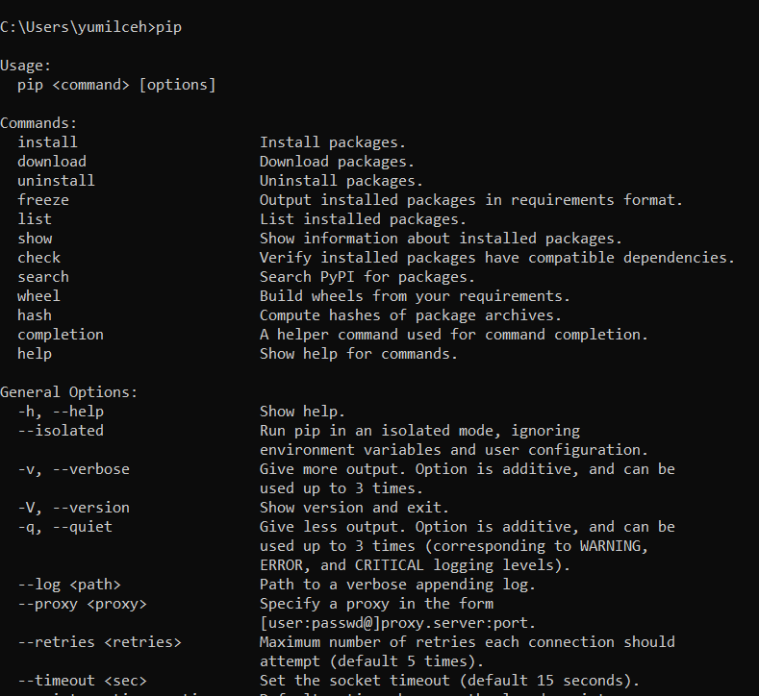 C:\Users\yumilceh>pip
Usage:
pip <command> [options]
Commands:
install Install packages.
download Download packages.
uninstall Uninstall packages.
freeze Output installed packages in requirements format.
list List installed packages.
show Show information about installed packages.
check Verify installed packages have compatible dependencies.
search Search PyPI for packages.
wheel Build wheels from your requirements.
hash Compute hashes of package archives.
completion A helper command used for command completion.
help Show help for commands.
General Options:
-h, --help Show help.
--isolated Run pip in an isolated mode, ignoring
environment variables and user configuration.
-v, --verbose Give more output. Option is additive, and can be
used up to 3 times.
-V, --version Show version and exit.
-q, --quiet Give less output. Option is additive, and can be
used up to 3 times (corresponding to WARNING,
ERROR, and CRITICAL logging levels).
--log <path> Path to a verbose appending log.
--proxy <proxy> Specify a proxy in the form
[user:passwd@]proxy.server:port.
--retries <retries> Maximum number of retries each connection should
attempt (default 5 times).
--timeout <sec> Set the socket timeout (default 15 seconds).